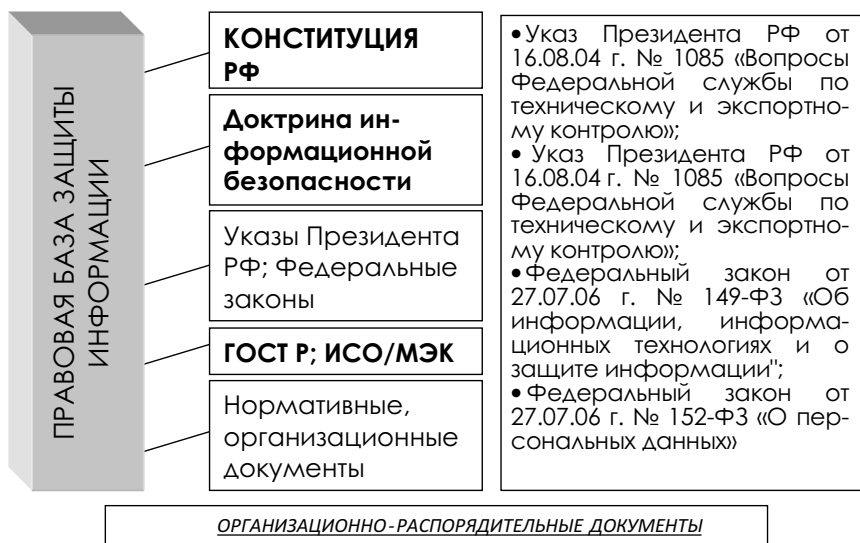 ПРАВОВАЯ БАЗА ЗАЩИТЫ
ИНФОРМАЦИИ
КОНСТИТУЦИЯ
РФ
Доктрина ин-
формационной
безопасности
Указы Президента
РФ; Федеральные
законы
ГОСТ Р; ИСО/МЭК
Нормативные,
организационные
документы
•Указ Президента РФ от
16.08.04 г. № 1085 «Вопросы
Федеральной службы по
техническому и экспортно-
му контролю»;
• Указ Президента РФ от
16.08.04 г. № 1085 «Вопросы
Федеральной службы по
техническому и экспортно-
му контролю»;
•Федеральный закон от
27.07.06 г. № 149-ФЗ «Об
информации, информа-
ционных технологиях и о
защите информации";
•Федеральный закон от
27.07.06 г. № 152-ФЗ «О пер-
сональных данных»
ОРГАНИЗАЦИОННО-РАСПОРЯДИТЕЛЬНЫЕ ДОКУМЕНТЫ